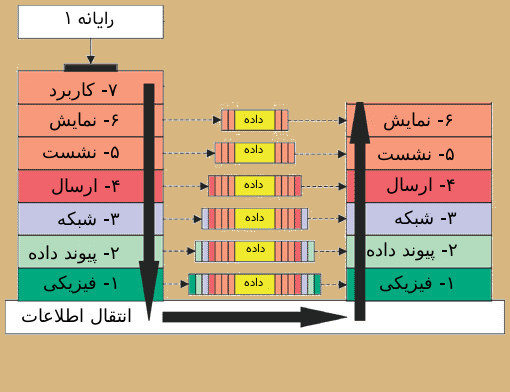 رایانه ۱
۷- کاربرد
۶- نمایش
داده
۶- نمایش
۵- نشست
داده
۵- نشست
۴- ارسال
داده
۴- ارسال
۳- شبکه
داده
۳- شبکه
۲- پیوند داده
داده
۲- پیوند داده
۱- فیزیکی
داده
۱- فیزیکی
انتقال اطلاعات